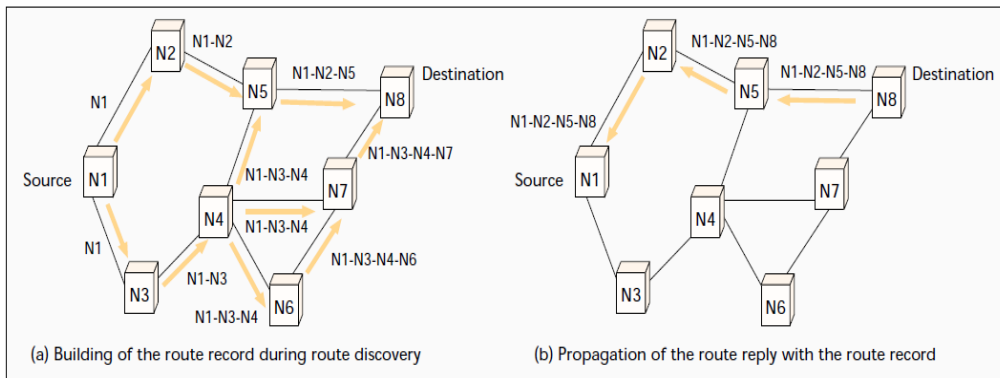 N2
N1-N2
N1
N5
N1-N2-N5
Destination
N8
N1-N3-N4-N7
Source
N1
N1-N3-N4
N7
N4
N1-N3-N4
N1
N1-N3
N1-N3-N4-N6
N3
N1-N3-N4
N6
(a) Building of the route record during route discovery
N2
N1-N2-N5-N8
N5
N1-N2-N5-N8
Destination
N8
N1-N2-N5-N8
Source
N1
N7
N4
N3
N6
(b) Propagation of the route reply with the route record